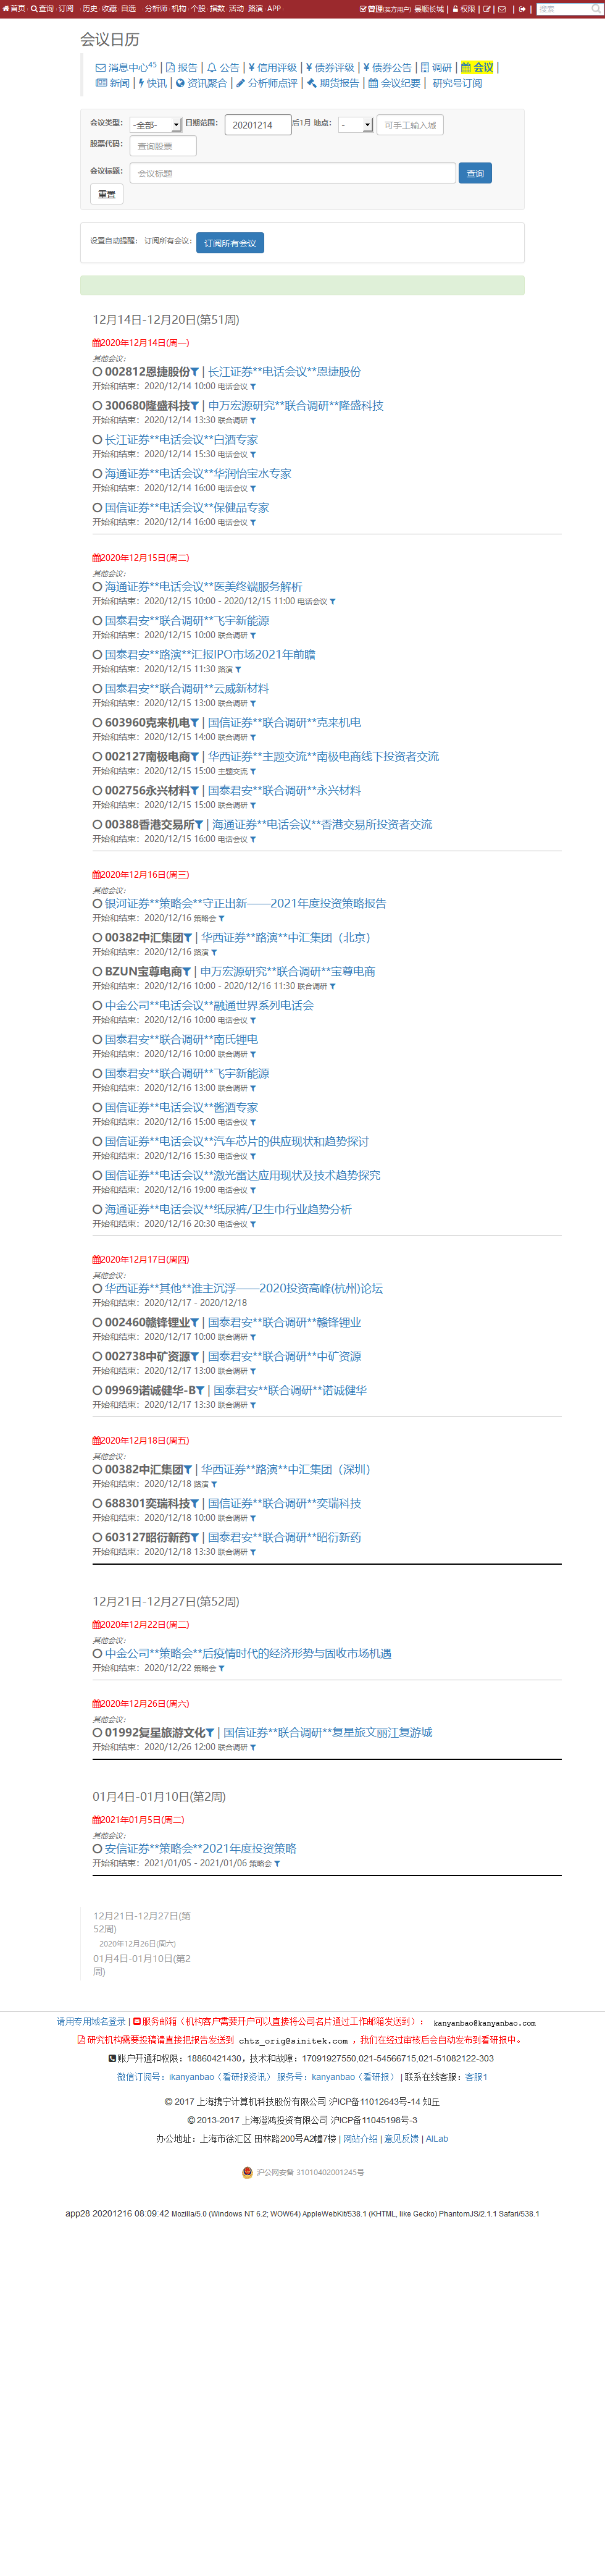 首页 查询 · 订阅 · 历史 · 收藏 · 自选 · 分析师 · 机构 · 个股 · 指数 · 活动 · 路演 · APP · 管理(买方用户) 景顺长城 | 权限 | | | | 搜索
会议日历
消息中心45 | 报告 | 公告 | ¥ 信用评级 | ¥ 债券评级 | ¥ 债券公告 | 调研 | 会议 |
新闻 | 快讯 | 资讯聚合 | 分析师点评 | 期货报告 | 会议纪要 | 研究号订阅
会议类型: -全部- 日期范围: 20201214 后1月 地点: - 可手工输入城
股票代码: 查询股票
会议标题: 会议标题 查询
重置
设置自动提醒: 订阅所有会议: 订阅所有会议
12月14日-12月20日(第51周)
2020年12月14日(周一)
其他会议:
002812恩捷股份 | 长江证券**电话会议**恩捷股份
开始和结束: 2020/12/14 10:00 电话会议
300680隆盛科技 | 申万宏源研究**联合调研**隆盛科技
开始和结束: 2020/12/14 13:30 联合调研
长江证券**电话会议**白酒专家
开始和结束: 2020/12/14 15:30 电话会议
海通证券**电话会议**华润怡宝水专家
开始和结束: 2020/12/14 16:00 电话会议
国信证券**电话会议**保健品专家
开始和结束: 2020/12/14 16:00 电话会议
2020年12月15日(周二)
其他会议:
海通证券**电话会议**医美终端服务解析
开始和结束: 2020/12/15 10:00 - 2020/12/15 11:00 电话会议
国泰君安**联合调研**飞宇新能源
开始和结束: 2020/12/15 10:00 联合调研
国泰君安**路演**汇报IPO市场2021年前瞻
开始和结束: 2020/12/15 11:30 路演
国泰君安**联合调研**云威新材料
开始和结束: 2020/12/15 13:00 联合调研
603960克来机电 | 国信证券**联合调研**克来机电
开始和结束: 2020/12/15 14:00 联合调研
002127南极电商 | 华西证券**主题交流**南极电商线下投资者交流
开始和结束: 2020/12/15 15:00 主题交流
002756永兴材料 | 国泰君安**联合调研**永兴材料
开始和结束: 2020/12/15 15:00 联合调研
00388香港交易所 | 海通证券**电话会议**香港交易所投资者交流
开始和结束: 2020/12/15 16:00 电话会议
2020年12月16日(周三)
其他会议:
银河证券**策略会**守正出新——2021年度投资策略报告
开始和结束: 2020/12/16 策略会
00382中汇集团 | 华西证券**路演**中汇集团（北京）
开始和结束: 2020/12/16 路演
BZUN宝尊电商 | 申万宏源研究**联合调研**宝尊电商
开始和结束: 2020/12/16 10:00 - 2020/12/16 11:30 联合调研
中金公司**电话会议**融通世界系列电话会
开始和结束: 2020/12/16 10:00 电话会议
国泰君安**联合调研**南氏锂电
开始和结束: 2020/12/16 10:00 联合调研
国泰君安**联合调研**飞宇新能源
开始和结束: 2020/12/16 13:00 联合调研
国信证券**电话会议**酱酒专家
开始和结束: 2020/12/16 15:00 电话会议
国信证券**电话会议**汽车芯片的供应现状和趋势探讨
开始和结束: 2020/12/16 15:30 电话会议
国信证券**电话会议**激光雷达应用现状及技术趋势探究
开始和结束: 2020/12/16 19:00 电话会议
海通证券**电话会议**纸尿裤/卫生巾行业趋势分析
开始和结束: 2020/12/16 20:30 电话会议
2020年12月17日(周四)
其他会议:
华西证券**其他**谁主沉浮——2020投资高峰(杭州)论坛
开始和结束: 2020/12/17 - 2020/12/18
002460赣锋锂业 | 国泰君安**联合调研**赣锋锂业
开始和结束: 2020/12/17 10:00 联合调研
002738中矿资源 | 国泰君安**联合调研**中矿资源
开始和结束: 2020/12/17 13:00 联合调研
09969诺诚健华-B | 国泰君安**联合调研**诺诚健华
开始和结束: 2020/12/17 13:30 联合调研
2020年12月18日(周五)
其他会议:
00382中汇集团 | 华西证券**路演**中汇集团（深圳）
开始和结束: 2020/12/18 路演
688301奕瑞科技 | 国信证券**联合调研**奕瑞科技
开始和结束: 2020/12/18 10:00 联合调研
603127昭衍新药 | 国泰君安**联合调研**昭衍新药
开始和结束: 2020/12/18 13:30 联合调研
12月21日-12月27日(第52周)
2020年12月22日(周二)
其他会议:
中金公司**策略会**后疫情时代的经济形势与固收市场机遇
开始和结束: 2020/12/22 策略会
2020年12月26日(周六)
其他会议:
01992复星旅游文化 | 国信证券**联合调研**复星旅文丽江复游城
开始和结束: 2020/12/26 12:00 联合调研
01月4日-01月10日(第2周)
2021年01月5日(周二)
其他会议:
安信证券**策略会**2021年度投资策略
开始和结束: 2021/01/05 - 2021/01/06 策略会
12月21日-12月27日(第
52周)
2020年12月26日(周六)
01月4日-01月10日(第2
周)
请用专用域名登录 | 服务邮箱（机构客户需要开户可以直接将公司名片通过工作邮箱发送到）: kanyanbao@kanyanbao.com
研究机构需要投稿请直接把报告发送到 chtz_orig@sinitek.com ，我们在经过审核后会自动发布到看研报中。
账户开通和权限：18860421430，技术和故障：17091927550,021-54566715,021-51082122-303
微信订阅号：ikanyanbao（看研报资讯） 服务号：kanyanbao（看研报） | 联系在线客服：客服1
© 2017 上海携宁计算机科技股份有限公司 沪ICP备11012643号-14 知丘
© 2013-2017 上海淄鸿投资有限公司 沪ICP备11045198号-3
办公地址：上海市徐汇区 田林路200号A2幢7楼 | 网站介绍 | 意见反馈 | AILab
沪公网安备 31010402001245号
app28 20201216 08:09:42 Mozilla/5.0 (Windows NT 6.2; WOW64) AppleWebKit/538.1 (KHTML, like Gecko) PhantomJS/2.1.1 Safari/538.1